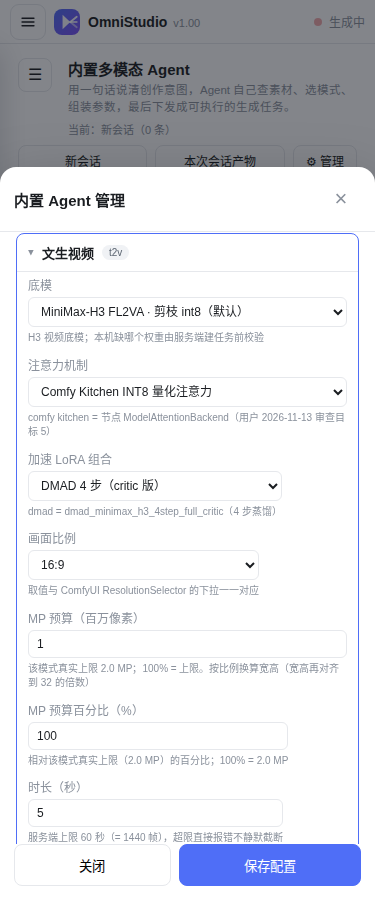 OmniStudio v1.00
生成中
内置多模态 Agent
用一句话说清创作意图，Agent 自己查素材、选模式、
组装参数，最后下发成可执行的生成任务。
当前：新会话（0 条）
新会话
本次会话产物
⚙ 管理
内置 Agent 管理
×
▾ 文生视频 t2v
底模
MiniMax-H3 FL2VA · 剪枝 int8（默认）
H3 视频底模；本机缺哪个权重由服务端建任务前校验
注意力机制
Comfy Kitchen INT8 量化注意力
comfy kitchen = 节点 ModelAttentionBackend（用户 2026-11-13 审查目
标 5）
加速 LoRA 组合
DMAD 4 步（critic 版）
dmad = dmad_minimax_h3_4step_full_critic（4 步蒸馏）
画面比例
16:9
取值与 ComfyUI ResolutionSelector 的下拉一一对应
MP 预算（百万像素）
1
该模式真实上限 2.0 MP；100% = 上限。按比例换算宽高（宽高再对齐
到 32 的倍数）
MP 预算百分比（%）
100
相对该模式真实上限（2.0 MP）的百分比；100% = 2.0 MP
时长（秒）
5
服务端上限 60 秒（= 1440 帧），超限直接报错不静默截断
关闭
保存配置